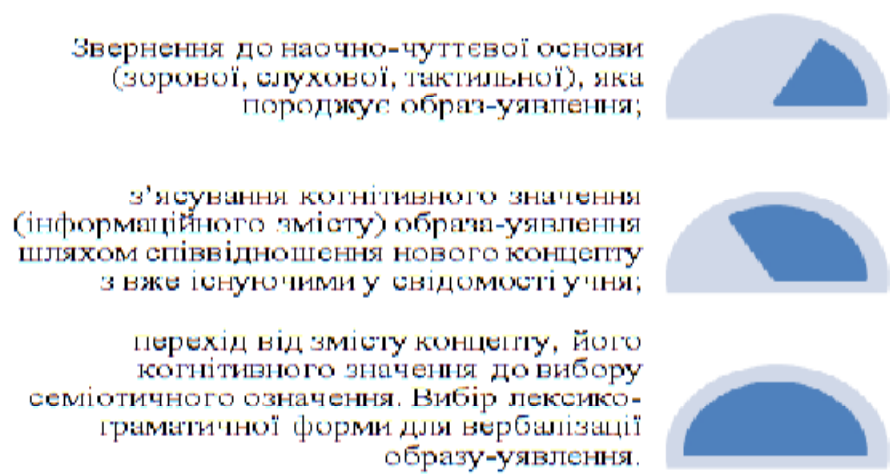 Звернення до наочно-чуттєвої основи
(зорової, слухової, тактильної), яка
породжує образ-уявлення;
з’ясування когнітивного значення
(інформаційного змісту) образа-уявлення
шляхом співвідношення нового концепту
з вже існуючими у свідомості учня;
перехід від змісту концепту, його
когнітивного значення до вибору
семіотичного означення. Вибір лексико-
граматичної форми для вербалізації
образу-уявлення.